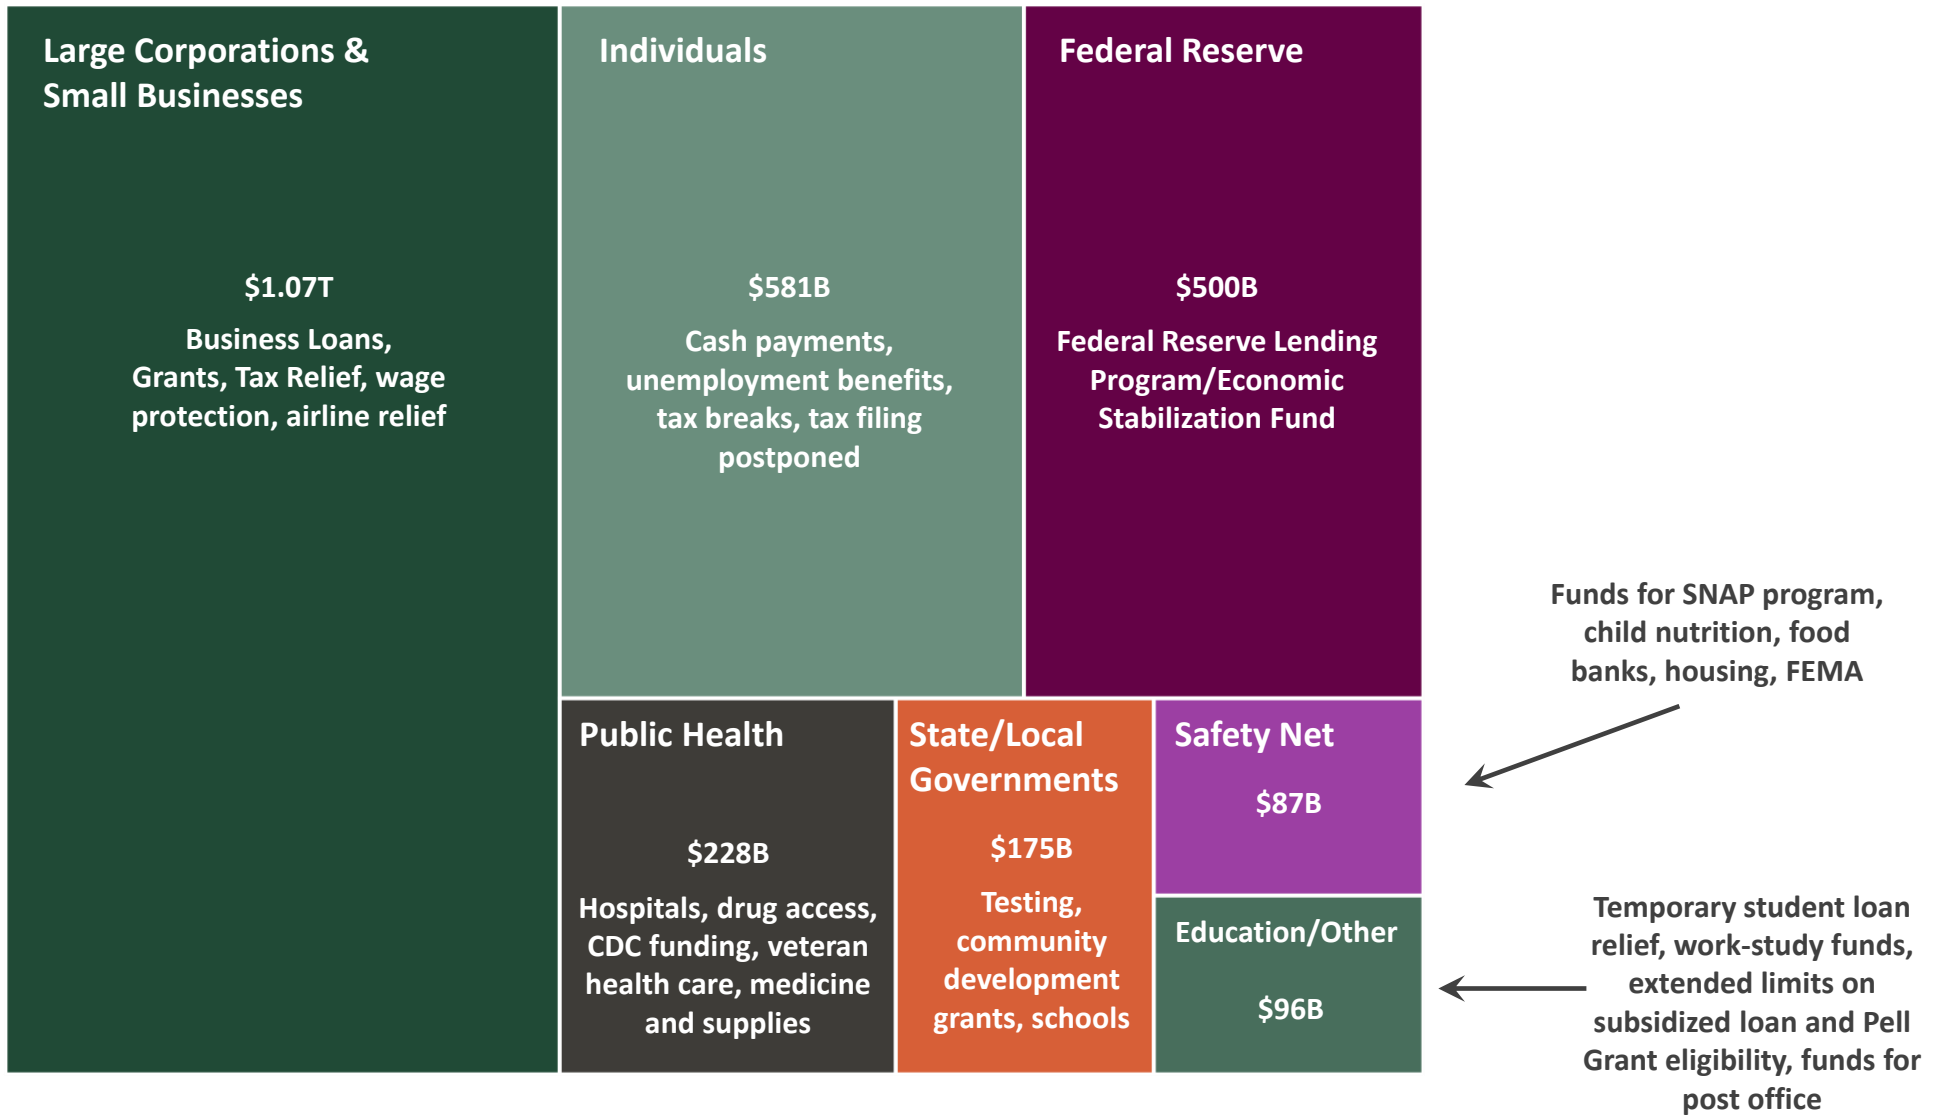 Large Corporations &
Small Businesses
$1.07T
Business Loans,
Grants, Tax Relief, wage
protection, airline relief
Individuals
$581B
Cash payments,
unemployment benefits,
tax breaks, tax filing
postponed
Federal Reserve
$500B
Federal Reserve Lending
Program/Economic
Stabilization Fund
Public Health
$228B
Hospitals, drug access,
CDC funding, veteran
health care, medicine
and supplies
State/Local
Governments
$175B
Testing,
community
development
grants, schools
Safety Net
$87B
Funds for SNAP program,
child nutrition, food
banks, housing, FEMA
Education/Other
$96B
Temporary student loan
relief, work-study funds,
extended limits on
subsidized loan and Pell
Grant eligibility, funds for
post office